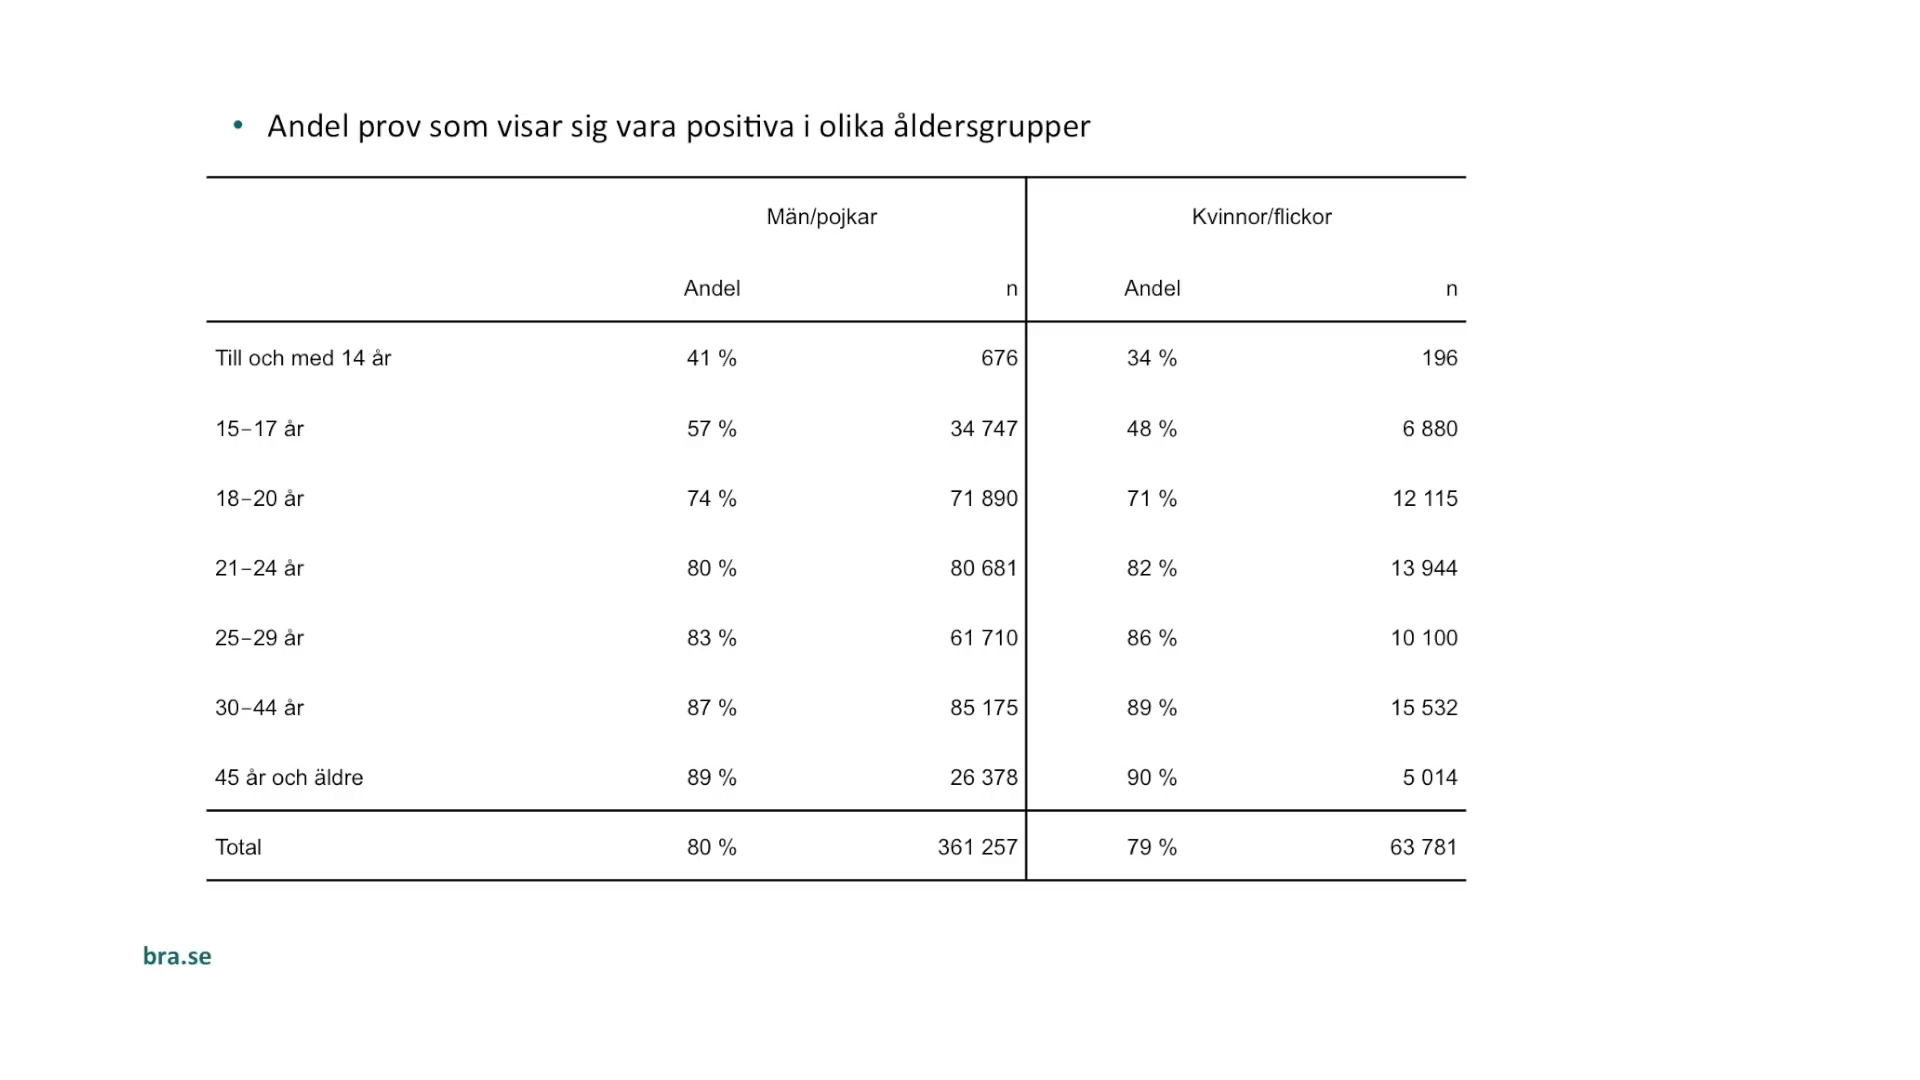 • Andel prov som visar sig vara positiva i olika åldersgrupper
Män/pojkar Kvinnor/flickor
Andel n Andel n
Till och med 14 år 41 % 676 34 % 196
15–17 år 57 % 34 747 48 % 6 880
18–20 år 74 % 71 890 71 % 12 115
21–24 år 80 % 80 681 82 % 13 944
25–29 år 83 % 61 710 86 % 10 100
30–44 år 87 % 85 175 89 % 15 532
45 år och äldre 89 % 26 378 90 % 5 014
Total 80 % 361 257 79 % 63 781
bra.se